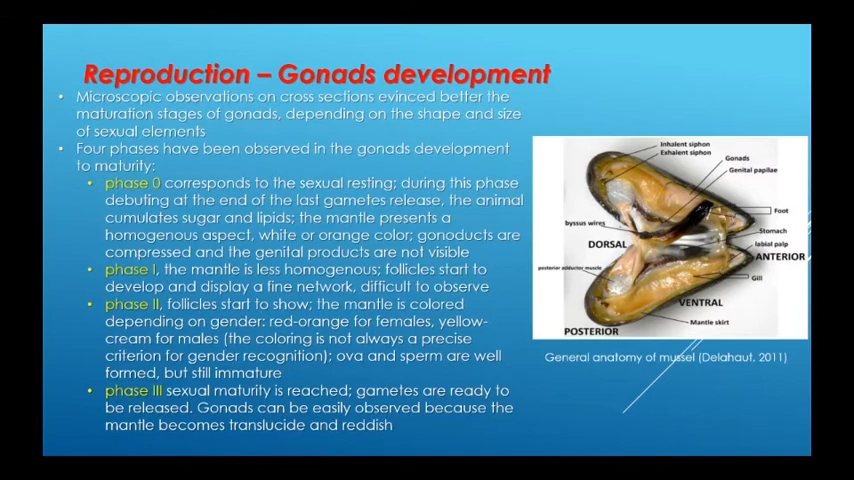 Reproduction – Gonads development
• Microscopic observations on cross sections evinced better the
maturation stages of gonads, depending on the shape and size
of sexual elements
• Four phases have been observed in the gonads development
to maturity:
• phase 0 corresponds to the sexual resting; during this phase
debuting at the end of the last gametes release, the animal
cumulates sugar and lipids; the mantle presents a
homogenous aspect, white or orange color; gonoducts are
compressed and the genital products are not visible
• phase I, the mantle is less homogenous; follicles start to
develop and display a fine network, difficult to observe
• phase II, follicles start to show; the mantle is colored
depending on gender: red-orange for females, yellow-
cream for males (the coloring is not always a precise
criterion for gender recognition); ova and sperm are well
formed, but still immature
• phase III sexual maturity is reached; gametes are ready to
be released. Gonads can be easily observed because the
mantle becomes translucide and reddish
Inhalent siphon
Exhalent siphon
Gonads
Genital papilae
Foot
byssus wires
Stomach
DORSAL
labial palp
ANTERIOR
posterior adductor muscle
Gill
VENTRAL
Mantle skirt
POSTERIOR
General anatomy of mussel (Delahaut, 2011)